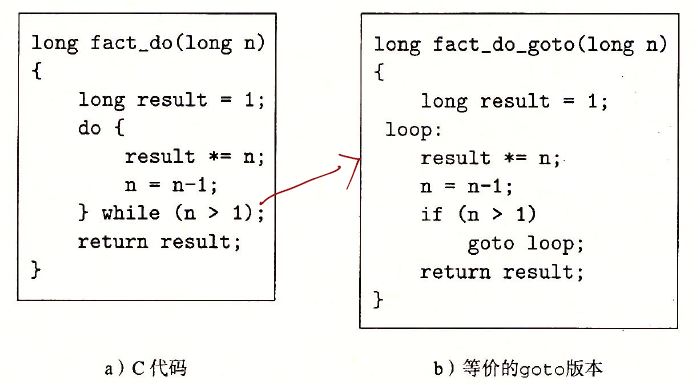 long fact_do(long n)
{
    long result = 1;
    do {
        result *= n;
        n = n-1;
    } while (n > 1);
    return result;
}
a）C 代码
long fact_do_goto(long n)
{
    long result = 1;
 loop:
    result *= n;
    n = n-1;
    if (n > 1)
        goto loop;
    return result;
}
b）等价的goto版本